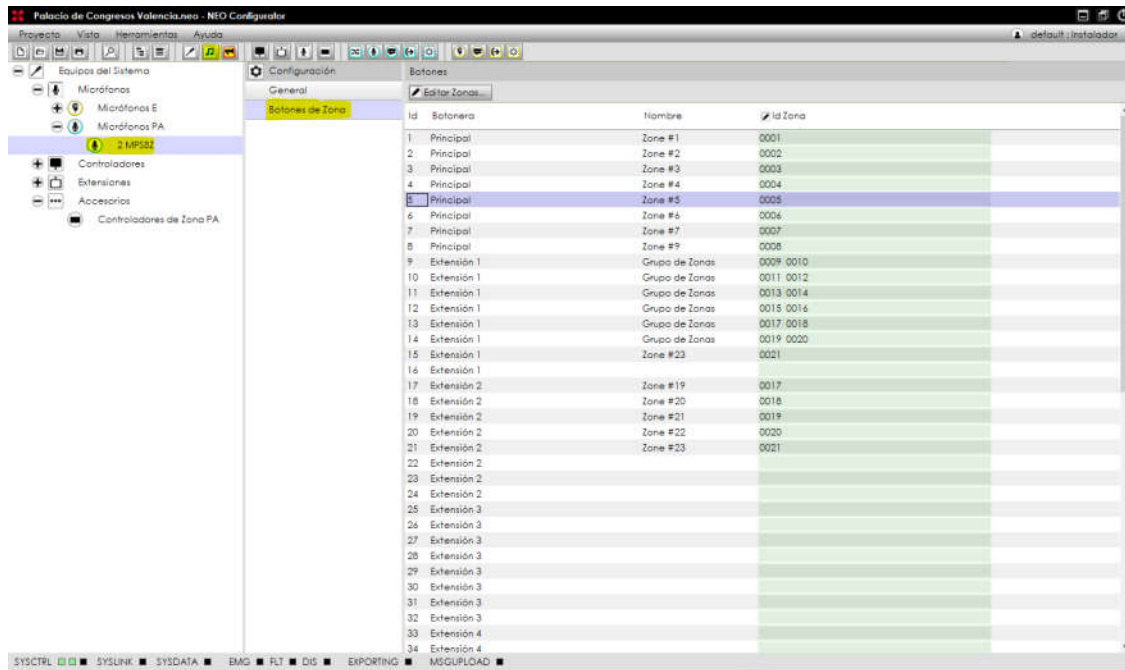 Palacio de Congresos Valencia.neo - NEO Configurator
Proyecto Vista Herramientas Ayuda
default : Instalador
Equipos del Sistema
Micrófonos
Micrófonos E
Micrófonos PA
2 MPS8Z
Controladores
Extensiones
Accesorios
Controladores de Zona PA
Configuración
General
Botones de Zona
Botones
Editar Zonas...
Id Botonera Nombre Id Zona
1 Principal Zone #1 0001
2 Principal Zone #2 0002
3 Principal Zone #3 0003
4 Principal Zone #4 0004
5 Principal Zone #5 0005
6 Principal Zone #6 0006
7 Principal Zone #7 0007
8 Principal Zone #9 0008
9 Extensión 1 Grupo de Zonas 0009 0010
10 Extensión 1 Grupo de Zonas 0011 0012
11 Extensión 1 Grupo de Zonas 0013 0014
12 Extensión 1 Grupo de Zonas 0015 0016
13 Extensión 1 Grupo de Zonas 0017 0018
14 Extensión 1 Grupo de Zonas 0019 0020
15 Extensión 1 Zone #23 0021
16 Extensión 1
17 Extensión 2 Zone #19 0017
18 Extensión 2 Zone #20 0018
19 Extensión 2 Zone #21 0019
20 Extensión 2 Zone #22 0020
21 Extensión 2 Zone #23 0021
22 Extensión 2
23 Extensión 2
24 Extensión 2
25 Extensión 3
26 Extensión 3
27 Extensión 3
28 Extensión 3
29 Extensión 3
30 Extensión 3
31 Extensión 3
32 Extensión 3
33 Extensión 4
34 Extensión 4
SYSCTRL SYSLINK SYSDATA EMG FLT DIS EXPORTING MSGUPLOAD